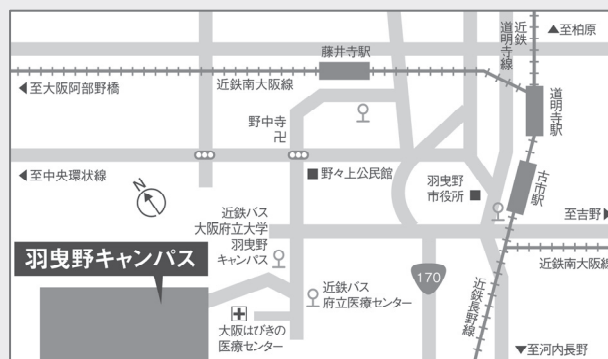 近鉄
道明寺線
▲至柏原
藤井寺駅
◀至大阪阿部野橋
近鉄南大阪線
道明寺駅
野中寺
卍
◀至中央環状線
■野々上公民館
羽曳野
市役所■
古市駅
N
近鉄バス
大阪府立大学
羽曳野
キャンパス
至吉野▶
羽曳野キャンパス
近鉄南大阪線
170
近鉄バス
府立医療センター
近鉄長野線
大阪はびきの
医療センター
▼至河内長野